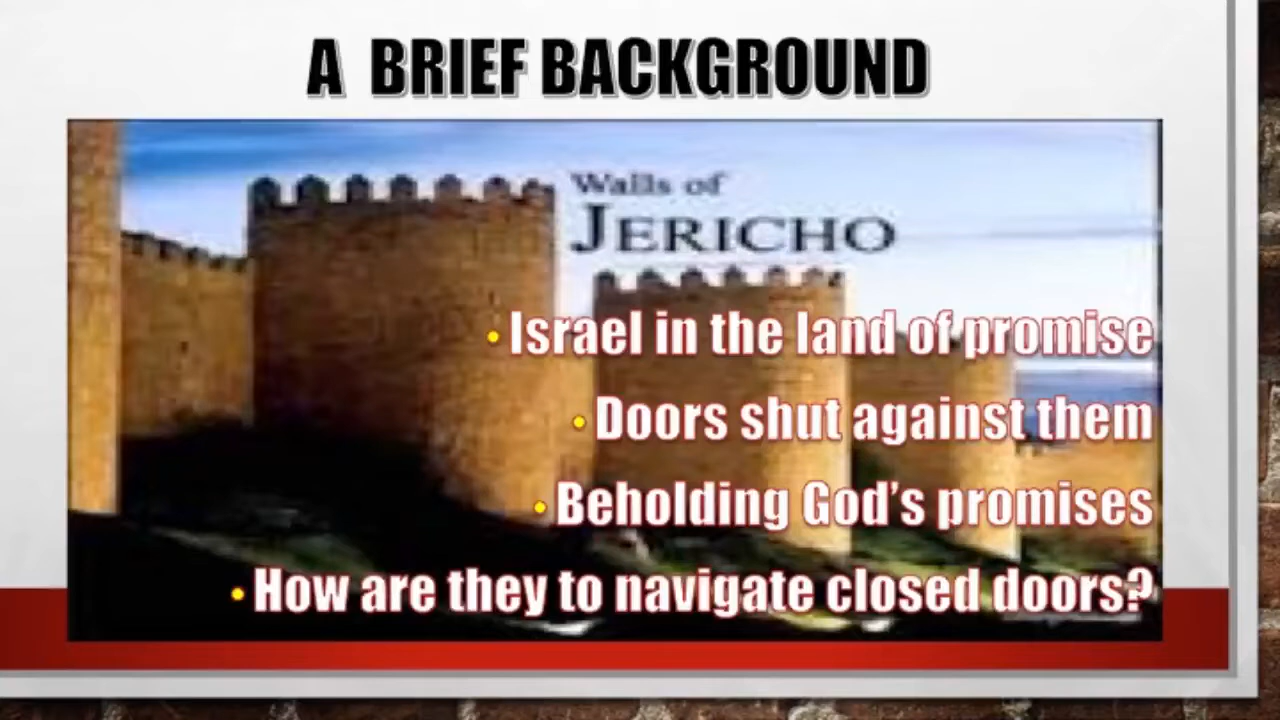 A BRIEF BACKGROUND
Walls of
JERICHO
• Israel in the land of promise
• Doors shut against them
• Beholding God’s promises
• How are they to navigate closed doors?